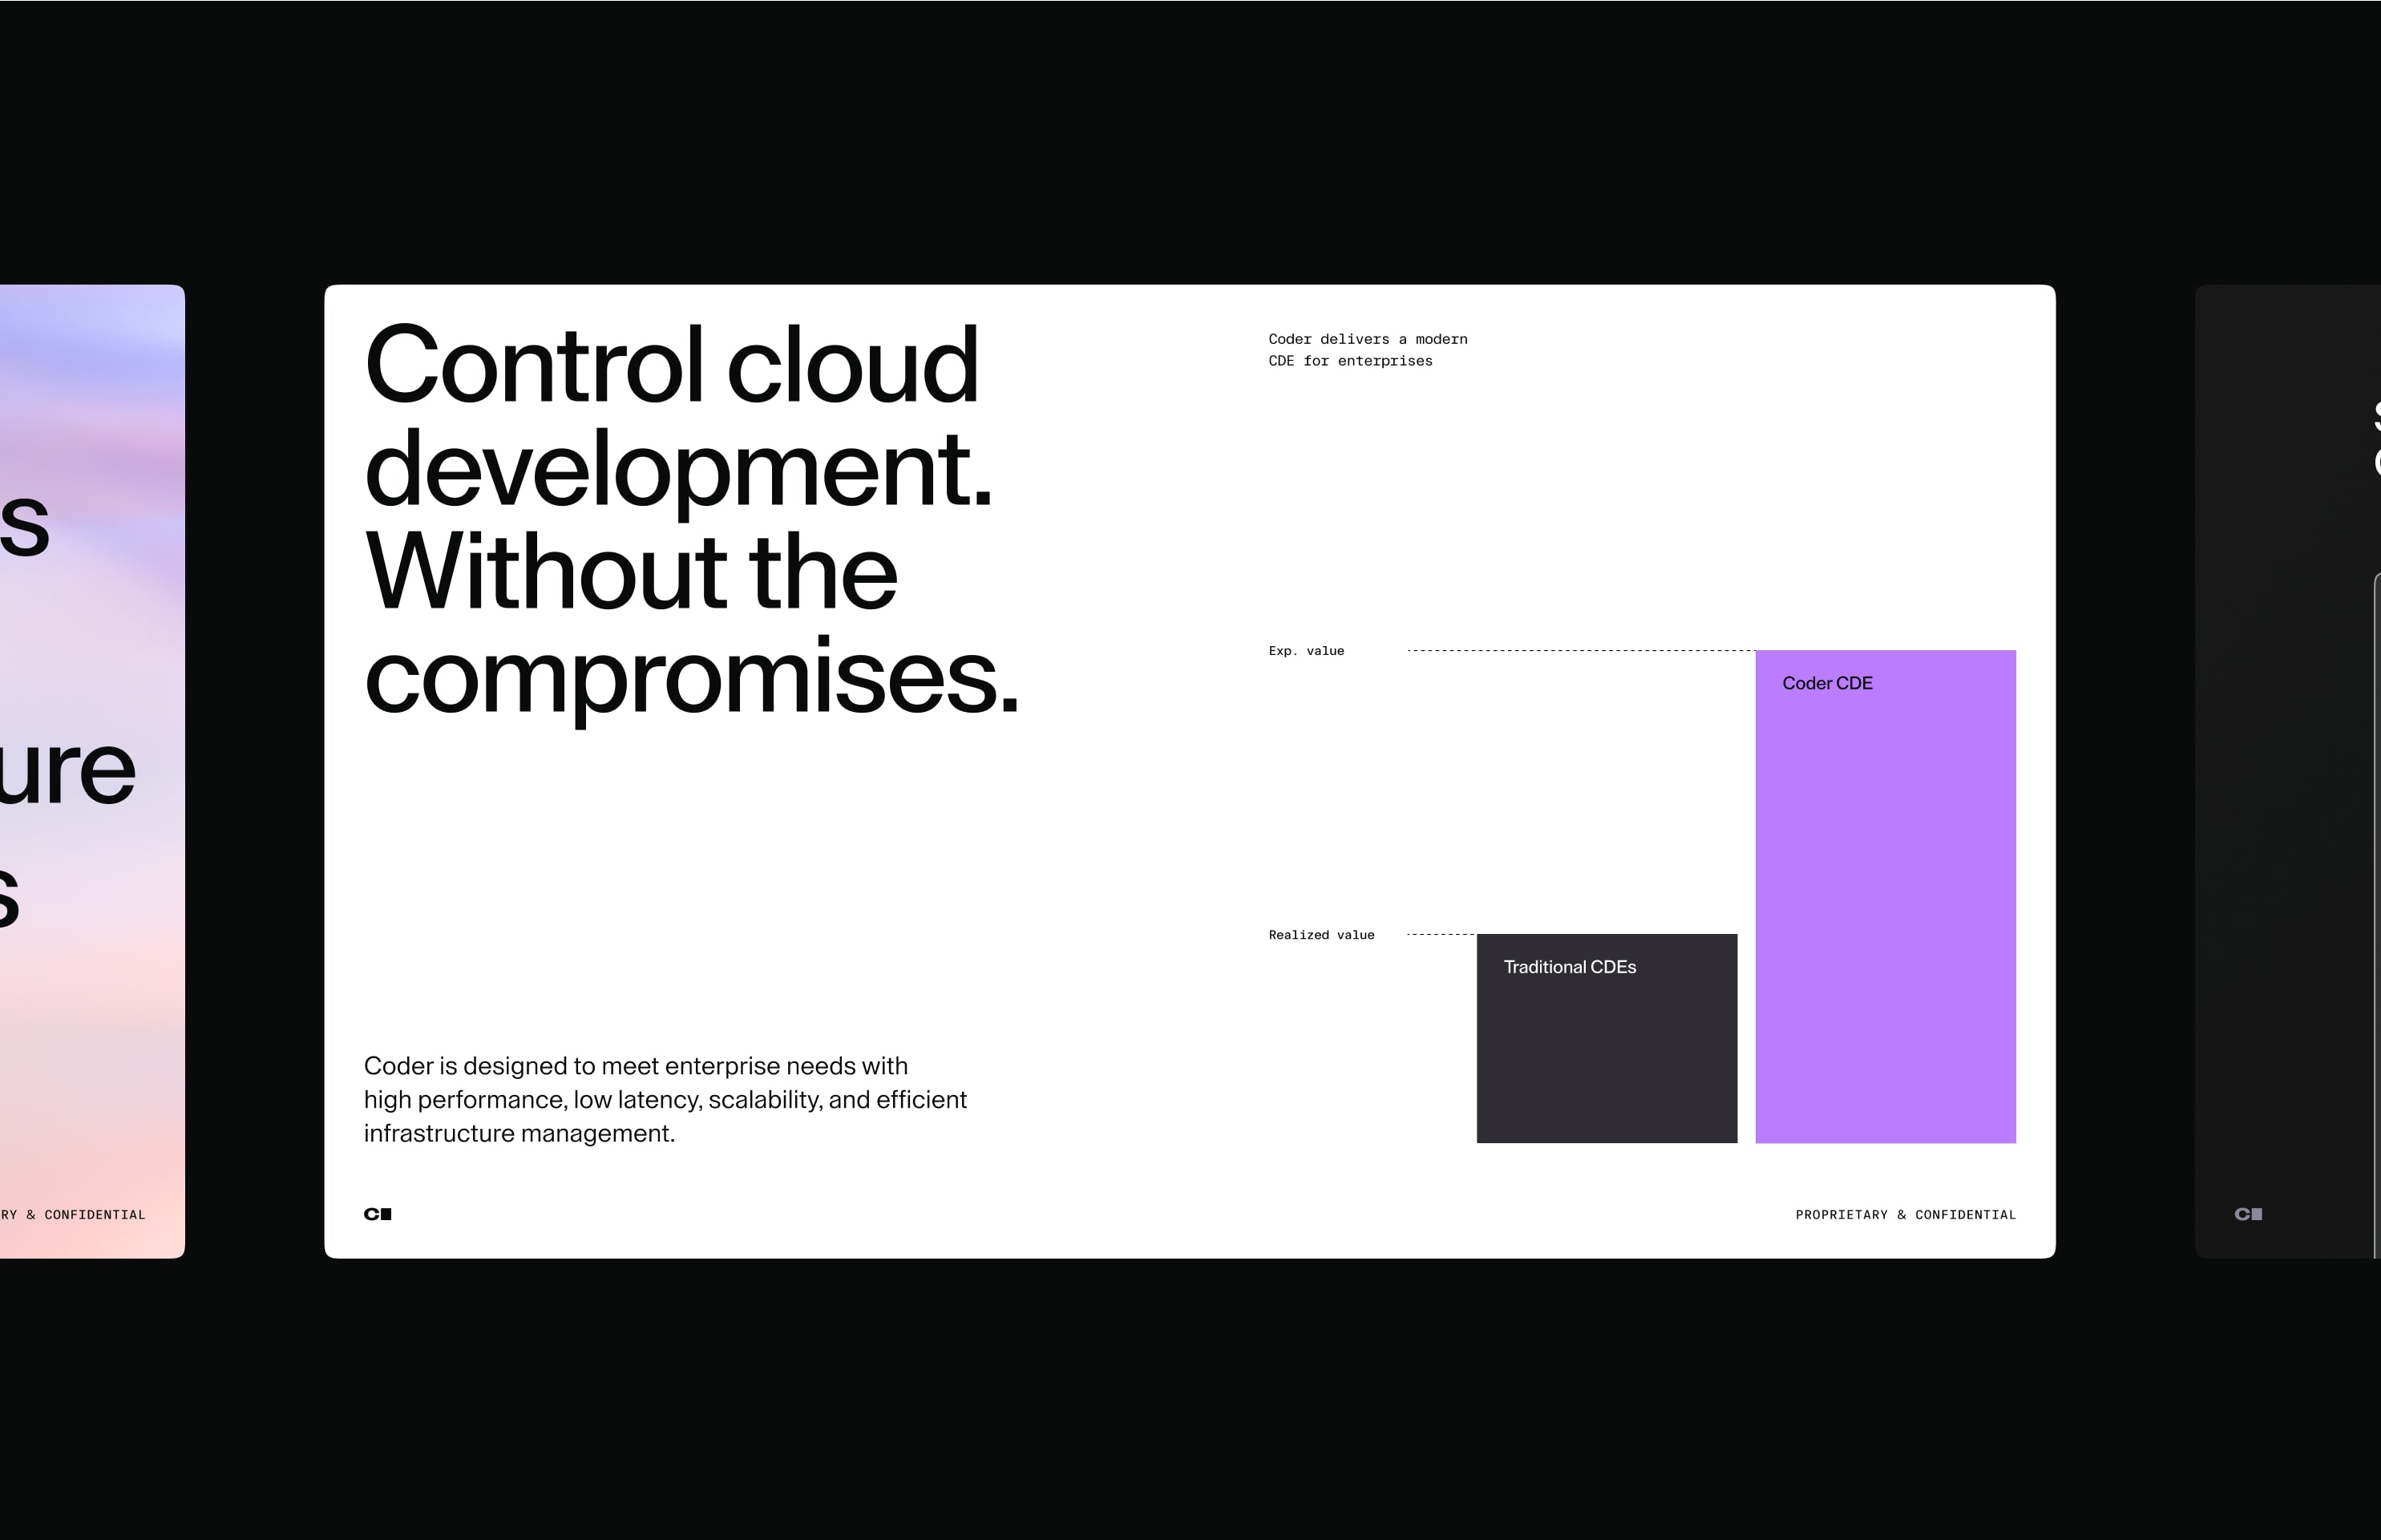 Control cloud
development.
Without the
compromises.
Coder delivers a modern
CDE for enterprises
Exp. value
Coder CDE
Realized value
Traditional CDEs
Coder is designed to meet enterprise needs with
high performance, low latency, scalability, and efficient
infrastructure management.
PROPRIETARY & CONFIDENTIAL
s
ure
s
RY & CONFIDENTIAL